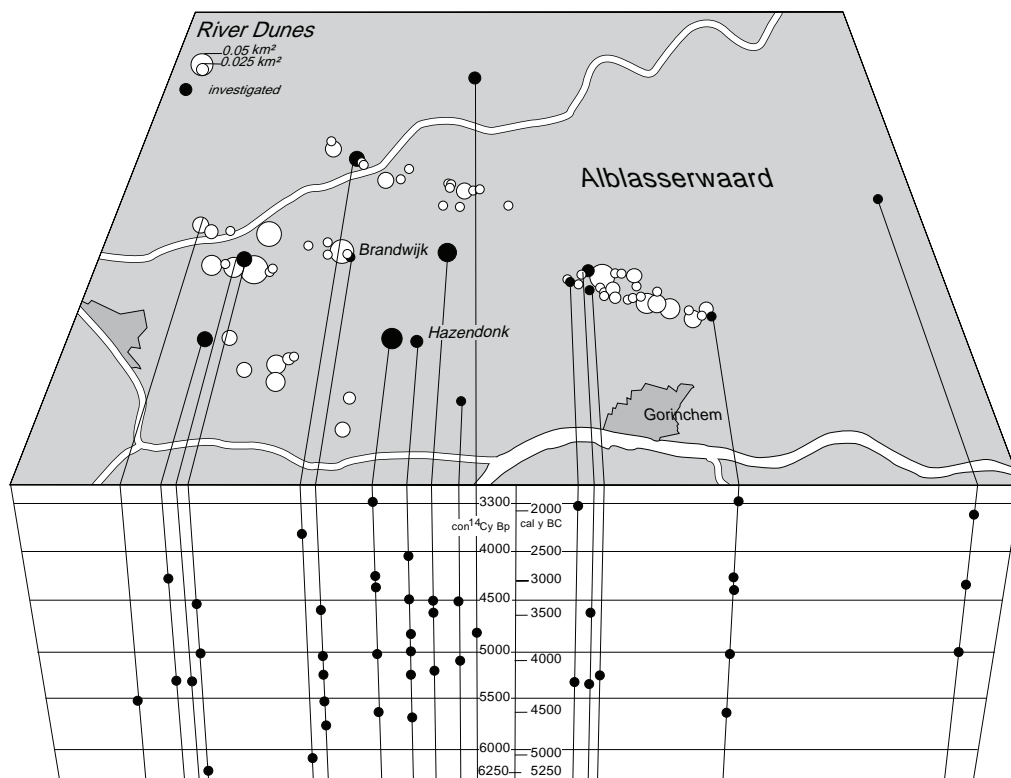 River Dunes
0.05 km²
0.025 km²
investigated
Alblasserwaard
Brandwijk
Hazendonk
Gorinchem
3300
2000
con¹⁴Cy Bp
cal y BC
4000
2500
3000
4500
3500
5000
4000
5500
4500
6000
5000
6250
5250